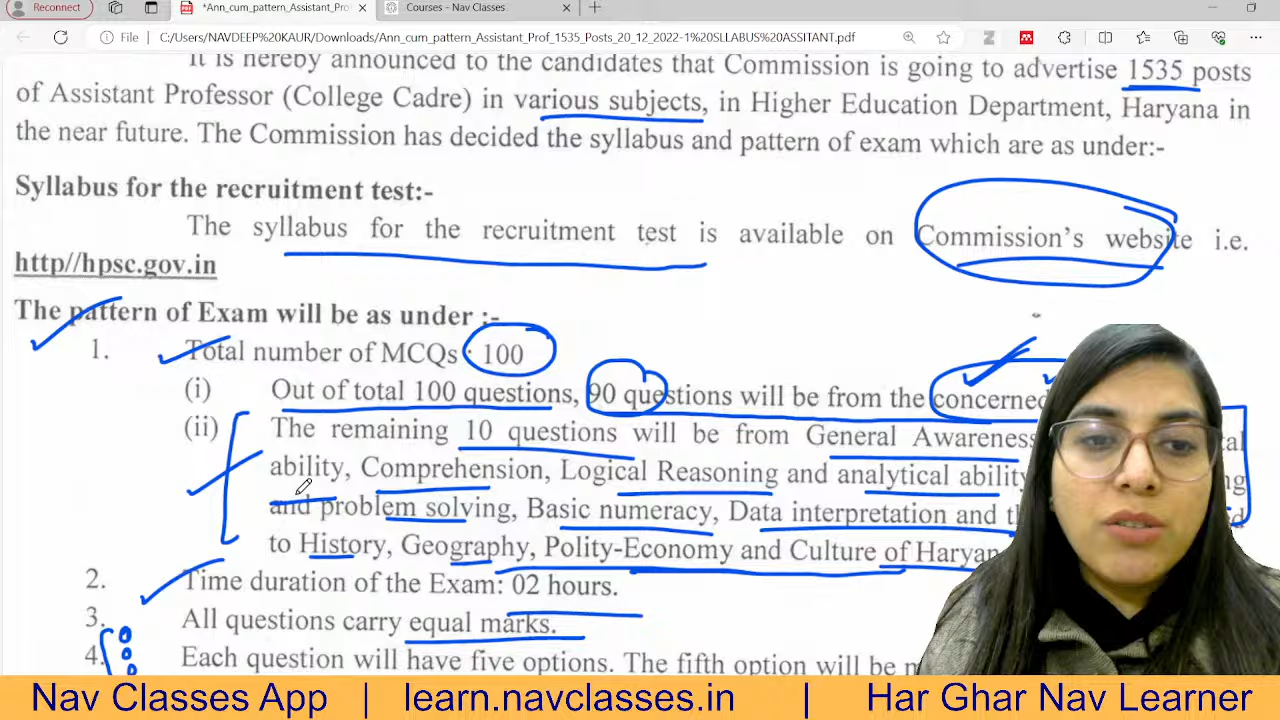 Reconnect
*Ann_cum_pattern_Assistant_Pro
Courses - Nav Classes
File
C:/Users/NAVDEEP%20KAUR/Downloads/Ann_cum_pattern_Assistant_Prof_1535_Posts_20_12_2022-1%20SLLABUS%20ASSITANT.pdf
It is hereby announced to the candidates that Commission is going to advertise 1535 posts
of Assistant Professor (College Cadre) in various subjects, in Higher Education Department, Haryana in
the near future. The Commission has decided the syllabus and pattern of exam which are as under:-
Syllabus for the recruitment test:-
The syllabus for the recruitment test is available on Commission's website i.e.
http//hpsc.gov.in
The pattern of Exam will be as under :-
1. Total number of MCQs : 100
(i) Out of total 100 questions, 90 questions will be from the concerned
(ii) The remaining 10 questions will be from General Awareness
ability, Comprehension, Logical Reasoning and analytical ability
and problem solving, Basic numeracy, Data interpretation and
to History, Geography, Polity-Economy and Culture of
2. Time duration of the Exam: 02 hours.
3. All questions carry equal marks.
4. Each question will have five options. The fifth option will be
Nav Classes App | learn.navclasses.in | Har Ghar Nav Learner